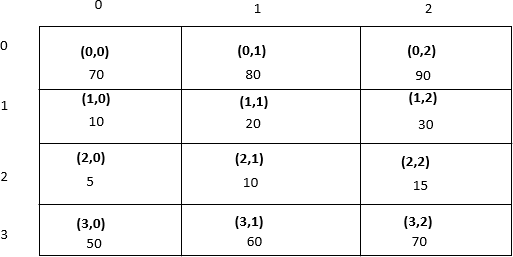 0 1 2
0 (0,0) (0,1) (0,2)
70 80 90
1 (1,0) (1,1) (1,2)
10 20 30
2 (2,0) (2,1) (2,2)
5 10 15
3 (3,0) (3,1) (3,2)
50 60 70